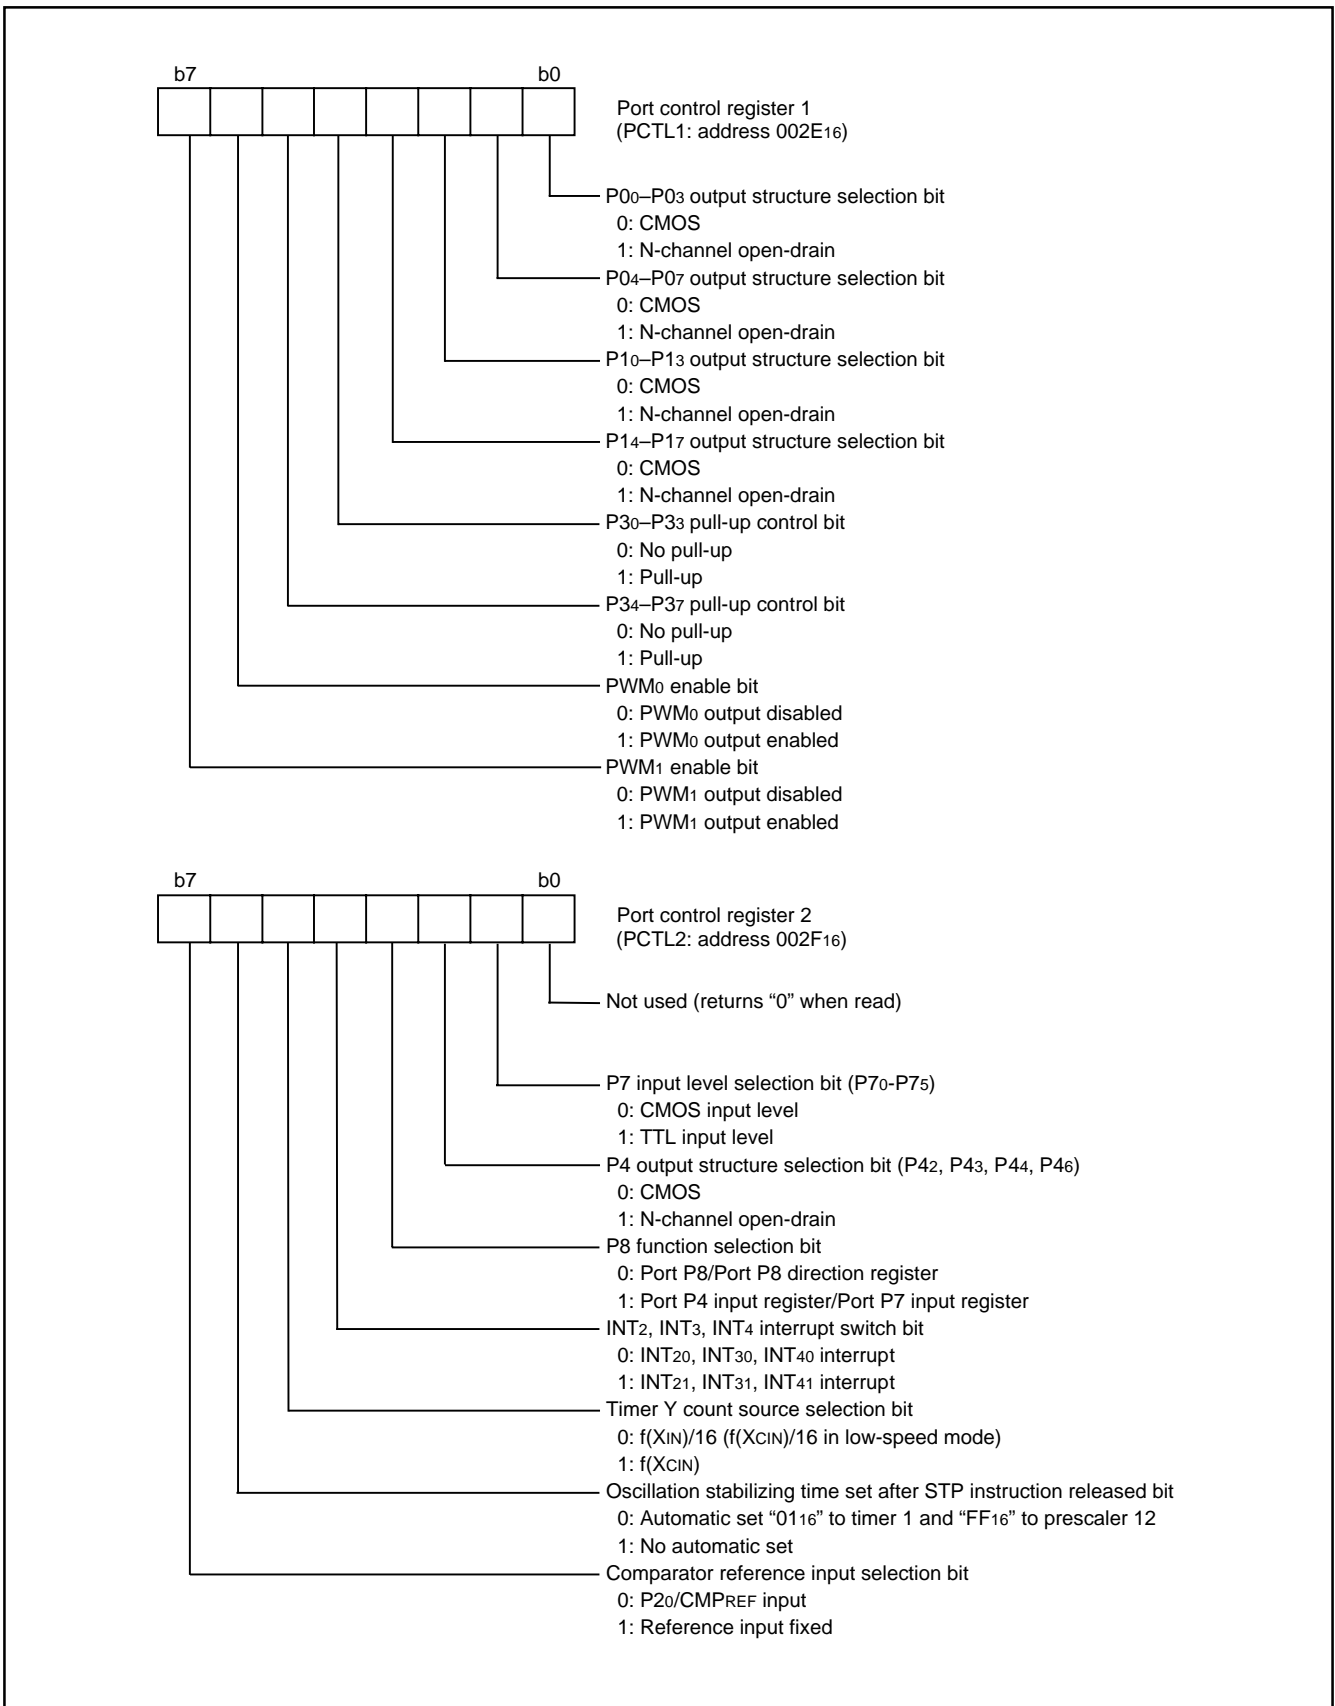 b7 b0
Port control register 1
(PCTL1: address 002E16)
P00–P03 output structure selection bit
0: CMOS
1: N-channel open-drain
P04–P07 output structure selection bit
0: CMOS
1: N-channel open-drain
P10–P13 output structure selection bit
0: CMOS
1: N-channel open-drain
P14–P17 output structure selection bit
0: CMOS
1: N-channel open-drain
P30–P33 pull-up control bit
0: No pull-up
1: Pull-up
P34–P37 pull-up control bit
0: No pull-up
1: Pull-up
PWM0 enable bit
0: PWM0 output disabled
1: PWM0 output enabled
PWM1 enable bit
0: PWM1 output disabled
1: PWM1 output enabled
b7 b0
Port control register 2
(PCTL2: address 002F16)
Not used (returns “0” when read)
P7 input level selection bit (P70-P75)
0: CMOS input level
1: TTL input level
P4 output structure selection bit (P42, P43, P44, P46)
0: CMOS
1: N-channel open-drain
P8 function selection bit
0: Port P8/Port P8 direction register
1: Port P4 input register/Port P7 input register
INT2, INT3, INT4 interrupt switch bit
0: INT20, INT30, INT40 interrupt
1: INT21, INT31, INT41 interrupt
Timer Y count source selection bit
0: f(XIN)/16 (f(XCIN)/16 in low-speed mode)
1: f(XCIN)
Oscillation stabilizing time set after STP instruction released bit
0: Automatic set “0116” to timer 1 and “FF16” to prescaler 12
1: No automatic set
Comparator reference input selection bit
0: P20/CMPREF input
1: Reference input fixed